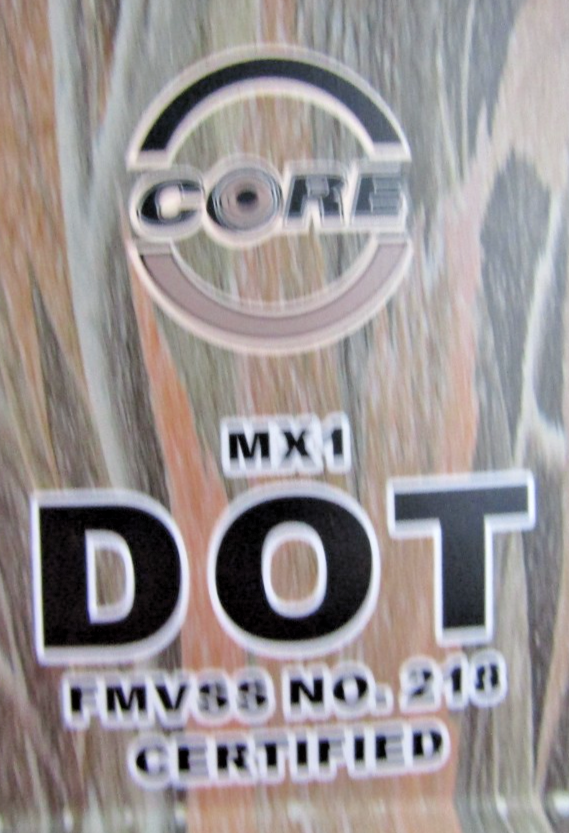 CORE
MX1
DOT
FMVSS NO. 218
CERTIFIED